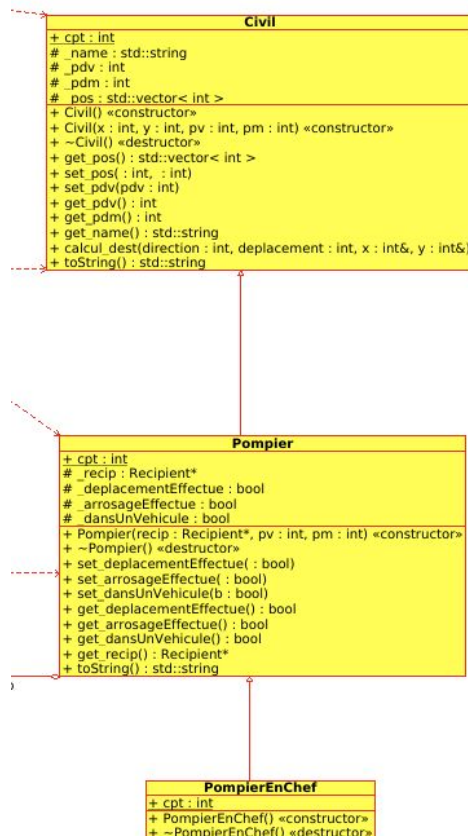 Civil
+ cpt : int
# _name : std::string
# _pdv : int
# _pdm : int
# _pos : std::vector< int >
+ Civil() «constructor»
+ Civil(x : int, y : int, pv : int, pm : int) «constructor»
+ ~Civil() «destructor»
+ get_pos() : std::vector< int >
+ set_pos( : int,  : int)
+ set_pdv(pdv : int)
+ get_pdv() : int
+ get_pdm() : int
+ get_name() : std::string
+ calcul_dest(direction : int, deplacement : int, x : int&, y : int&)
+ toString() : std::string
Pompier
+ cpt : int
# _recip : Recipient*
# _deplacementEffectue : bool
# _arrosageEffectue : bool
# _dansUnVehicule : bool
+ Pompier(recip : Recipient*, pv : int, pm : int) «constructor»
+ ~Pompier() «destructor»
+ set_deplacementEffectue( : bool)
+ set_arrosageEffectue( : bool)
+ set_dansUnVehicule(b : bool)
+ get_deplacementEffectue() : bool
+ get_arrosageEffectue() : bool
+ get_dansUnVehicule() : bool
+ get_recip() : Recipient*
+ toString() : std::string
PompierEnChef
+ cpt : int
+ PompierEnChef() «constructor»
+ ~PompierEnChef() «destructor»